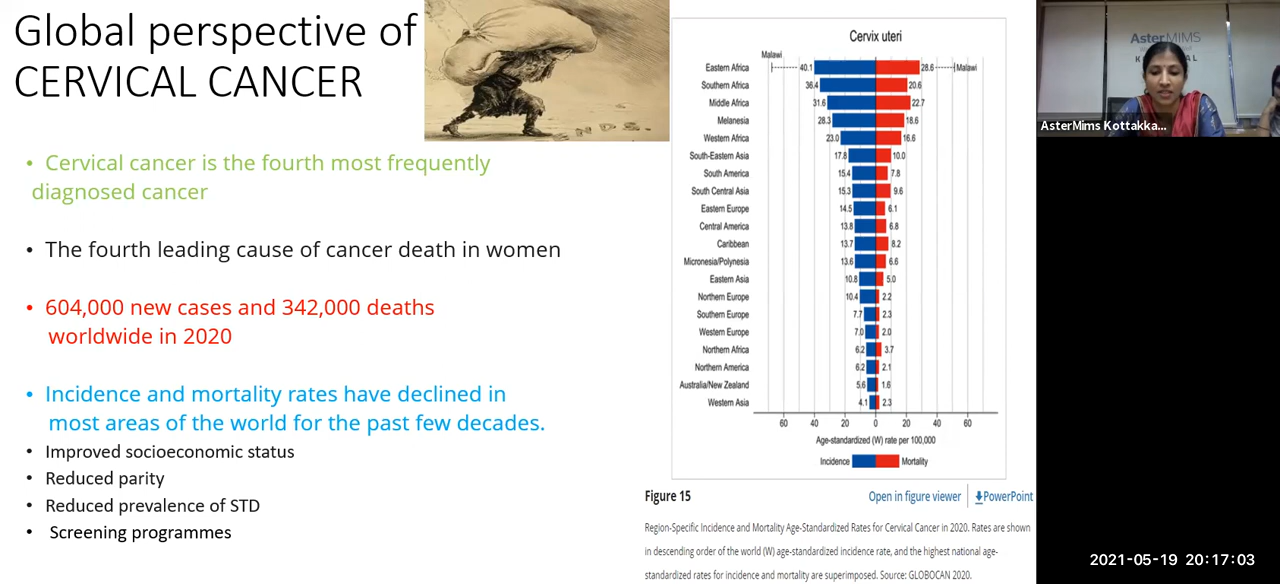 Global perspective of
CERVICAL CANCER
• Cervical cancer is the fourth most frequently
diagnosed cancer
• The fourth leading cause of cancer death in women
• 604,000 new cases and 342,000 deaths
worldwide in 2020
• Incidence and mortality rates have declined in
most areas of the world for the past few decades.
• Improved socioeconomic status
• Reduced parity
• Reduced prevalence of STD
• Screening programmes
Cervix uteri
Malawi
Eastern Africa 40.1 28.6 Malawi
Southern Africa 36.4 20.6
Middle Africa 31.6 22.7
Melanesia 28.3 18.6
Western Africa 23.0 16.6
South-Eastern Asia 17.8 10.0
South America 15.4 7.8
South Central Asia 15.3 9.6
Eastern Europe 14.5 6.1
Central America 13.8 6.8
Caribbean 13.7 8.2
Micronesia/Polynesia 13.6 6.6
Eastern Asia 10.8 5.0
Northern Europe 10.4 2.2
Southern Europe 7.7 2.3
Western Europe 7.0 2.0
Northern Africa 6.2 3.7
Northern America 6.2 2.1
Australia/New Zealand 5.6 1.6
Western Asia 4.1 2.3
60 40 20 0 20 40 60
Age-standardized (W) rate per 100,000
Incidence Mortality
Figure 15 Open in figure viewer PowerPoint
Region-Specific Incidence and Mortality Age-Standardized Rates for Cervical Cancer in 2020. Rates are shown
in descending order of the world (W) age-standardized incidence rate, and the highest national age-
standardized rates for incidence and mortality are superimposed. Source: GLOBOCAN 2020.
AsterMIMS
AsterMims Kottakka...
2021-05-19 20:17:03